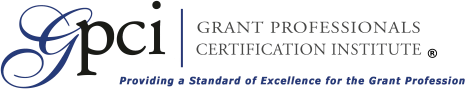 gpci
GRANT PROFESSIONALS
CERTIFICATION INSTITUTE ®
Providing a Standard of Excellence for the Grant Profession